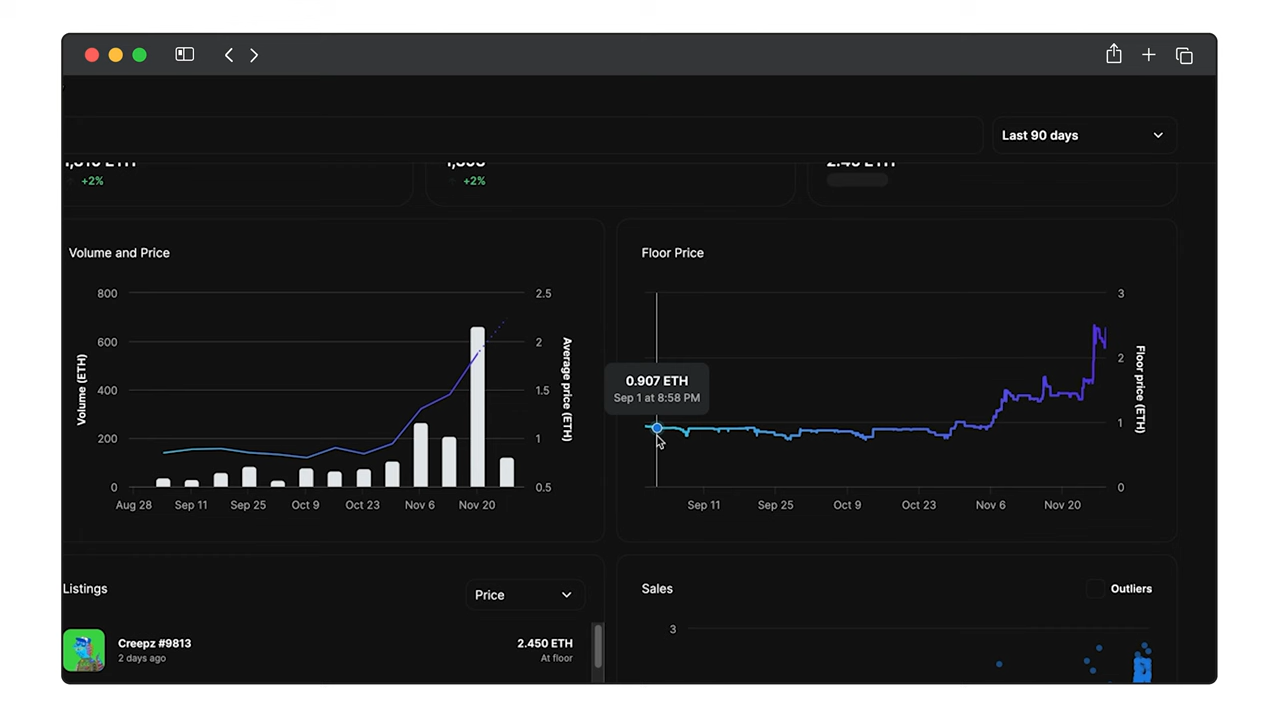 Last 90 days
+2%
+2%
2.45 ETH
Volume and Price
800
600
400
200
0
Volume (ETH)
2.5
2
1.5
1
0.5
Average price (ETH)
Aug 28 Sep 11 Sep 25 Oct 9 Oct 23 Nov 6 Nov 20
Floor Price
0.907 ETH
Sep 1 at 8:58 PM
3
2
1
0
Floor price (ETH)
Sep 11 Sep 25 Oct 9 Oct 23 Nov 6 Nov 20
Listings
Price
Creepz #9813
2 days ago
2.450 ETH
At floor
Sales
Outliers
3